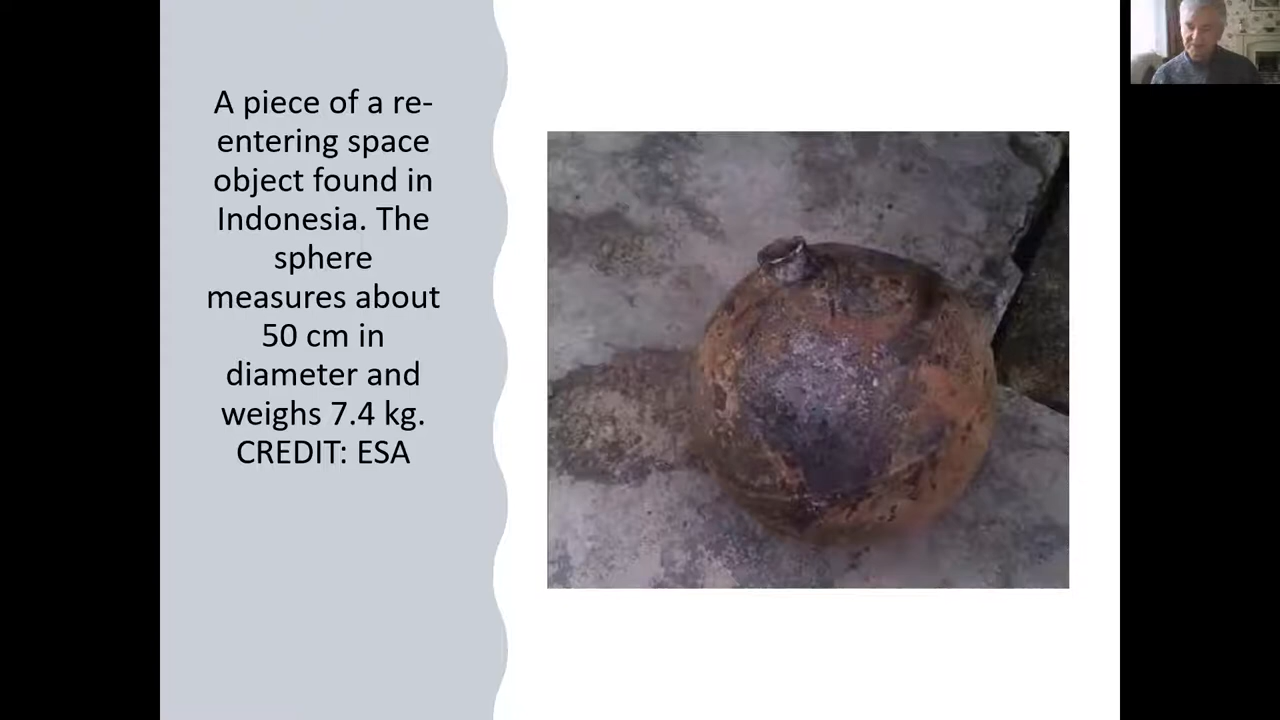 A piece of a re-
entering space
object found in
Indonesia. The
sphere
measures about
50 cm in
diameter and
weighs 7.4 kg.
CREDIT: ESA